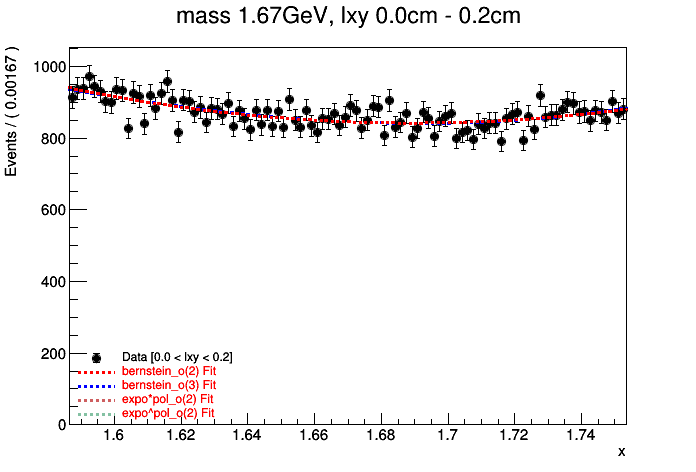 mass 1.67GeV, lxy 0.0cm - 0.2cm
Events / ( 0.00167 )
1000
800
600
400
200
0
Data [0.0 < lxy < 0.2]
bernstein_o(2) Fit
bernstein_o(3) Fit
expo*pol_o(2) Fit
expo^pol_o(2) Fit
1.6 1.62 1.64 1.66 1.68 1.7 1.72 1.74
x